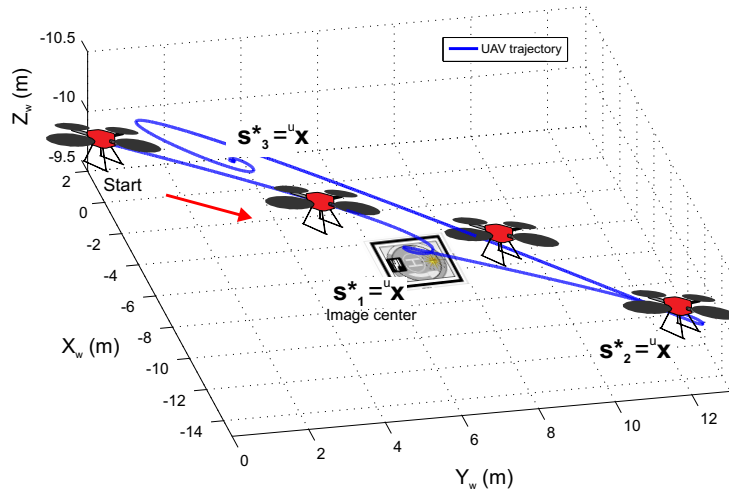 -10.5
UAV trajectory
Z_w (m)
-10
s*_3 = ^u x
-9.5
2
Start
0
-2
-4
s*_1 = ^u x
-6
Image center
-8
X_w (m)
s*_2 = ^u x
-10
-12
-14
0
2
4
6
8
10
12
Y_w (m)